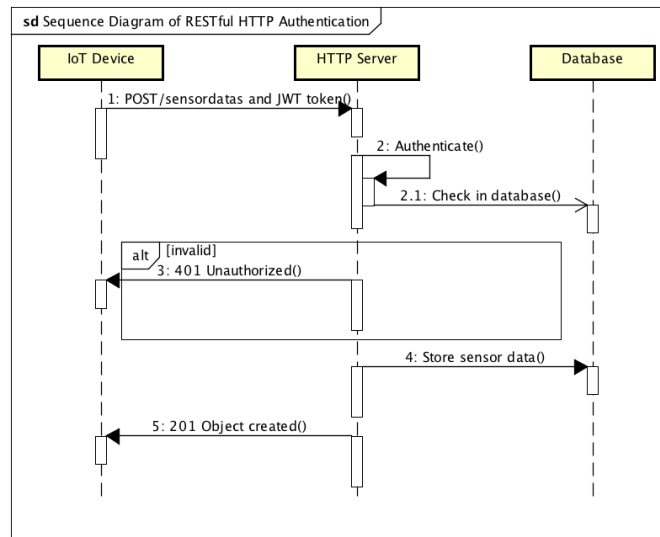 sd Sequence Diagram of RESTful HTTP Authentication
IoT Device
HTTP Server
Database
1: POST/sensordatas and JWT token()
2: Authenticate()
2.1: Check in database()
alt
[invalid]
3: 401 Unauthorized()
4: Store sensor data()
5: 201 Object created()